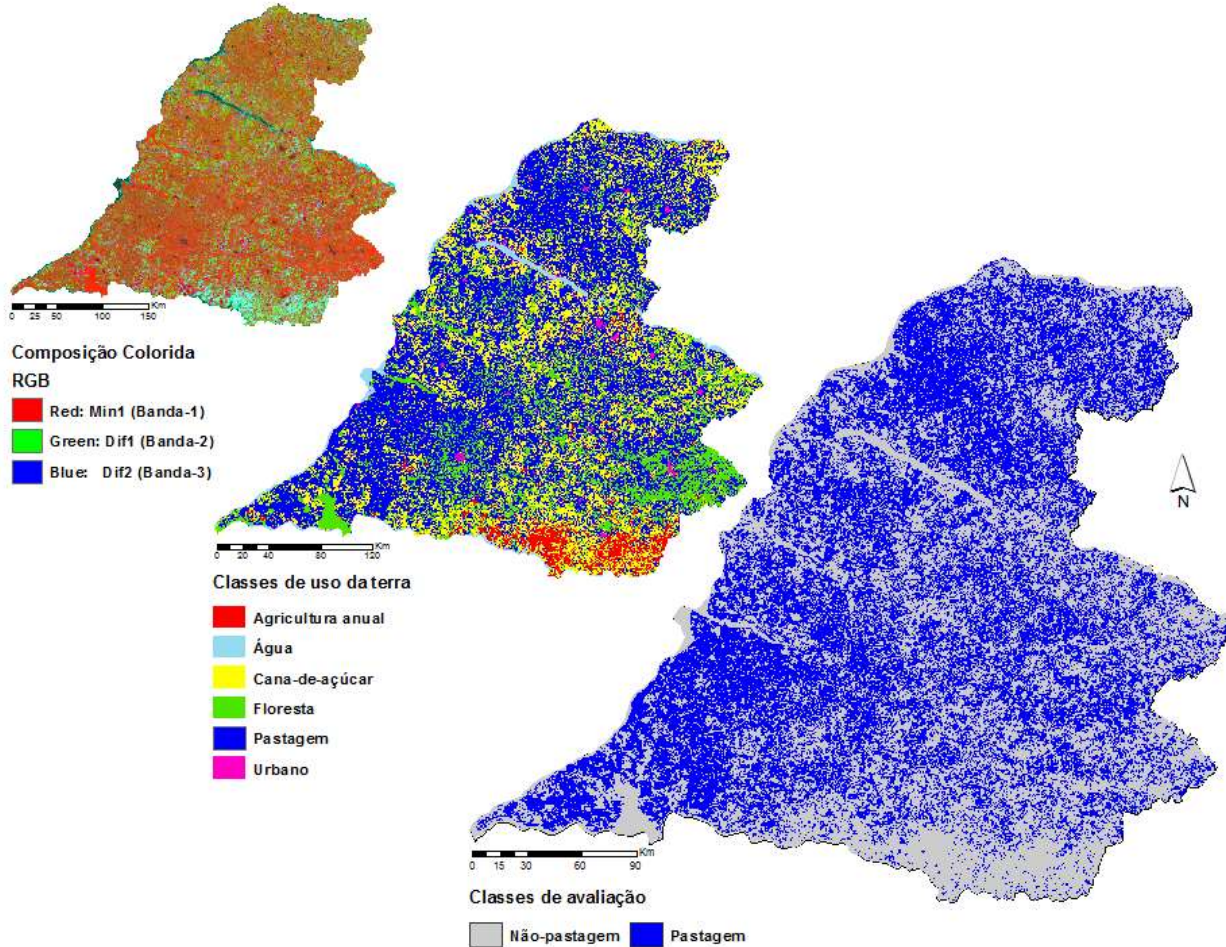 Km
0 25 50 100 150
Composição Colorida
RGB
Red: Min1 (Banda-1)
Green: Dif1 (Banda-2)
Blue: Dif2 (Banda-3)
Km
0 20 40 80 120
Classes de uso da terra
Agricultura anual
Água
Cana-de-açúcar
Floresta
Pastagem
Urbano
N
Km
0 15 30 60 90
Classes de avaliação
Não-pastagem Pastagem